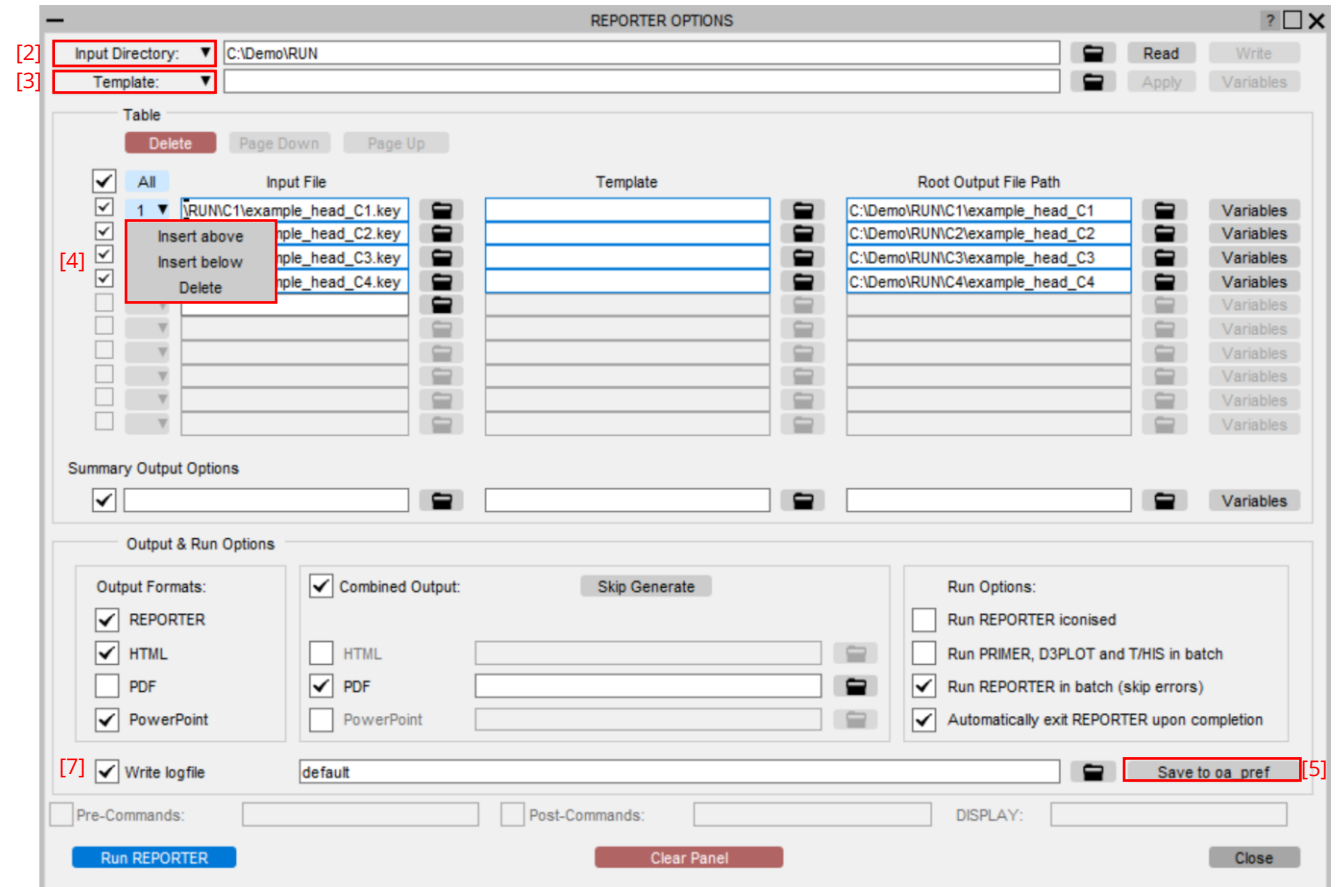 REPORTER OPTIONS ?
[2] Input Directory: C:\Demo\RUN Read Write
[3] Template: Apply Variables
Table
Delete Page Down Page Up
All Input File Template Root Output File Path
1 \RUN\C1\example_head_C1.key C:\Demo\RUN\C1\example_head_C1 Variables
Insert above mple_head_C2.key C:\Demo\RUN\C2\example_head_C2 Variables
[4] Insert below mple_head_C3.key C:\Demo\RUN\C3\example_head_C3 Variables
Delete mple_head_C4.key C:\Demo\RUN\C4\example_head_C4 Variables
Variables
Variables
Variables
Variables
Variables
Variables
Summary Output Options
Variables
Output & Run Options
Output Formats: Combined Output: Skip Generate Run Options:
REPORTER Run REPORTER iconised
HTML HTML Run PRIMER, D3PLOT and T/HIS in batch
PDF PDF Run REPORTER in batch (skip errors)
PowerPoint PowerPoint Automatically exit REPORTER upon completion
[7] Write logfile default Save to oa_pref [5]
Pre-Commands: Post-Commands: DISPLAY:
Run REPORTER Clear Panel Close